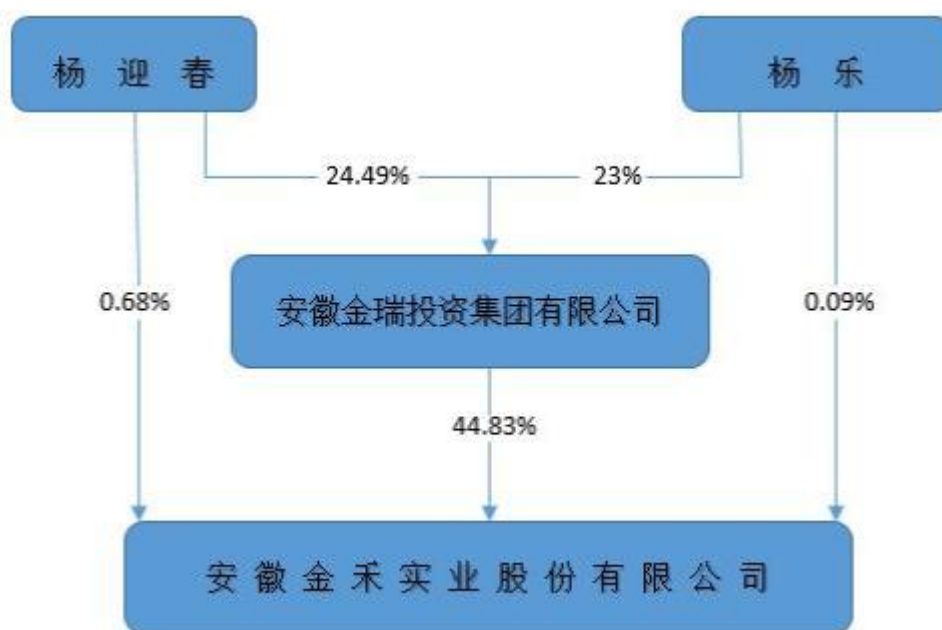 杨 迎 春
杨 乐
24.49%
23%
安徽金瑞投资集团有限公司
0.68%
0.09%
44.83%
安 徽 金 禾 实 业 股 份 有 限 公 司